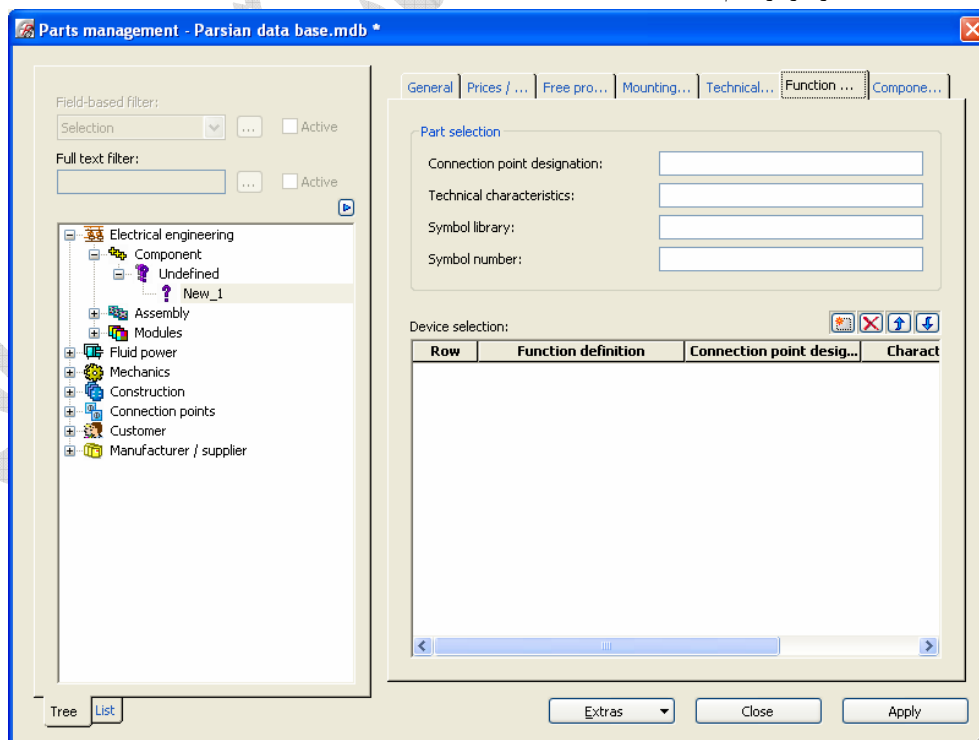 Parts management - Parsian data base.mdb *
General
Prices / ...
Free pro...
Mounting...
Technical...
Function ...
Compone...
Field-based filter:
Selection
...
Active
Full text filter:
...
Active
Electrical engineering
Component
Undefined
New_1
Assembly
Modules
Fluid power
Mechanics
Construction
Connection points
Customer
Manufacturer / supplier
Tree
List
Part selection
Connection point designation:
Technical characteristics:
Symbol library:
Symbol number:
Device selection:
Row Function definition Connection point desig... Charact
Extras
Close
Apply